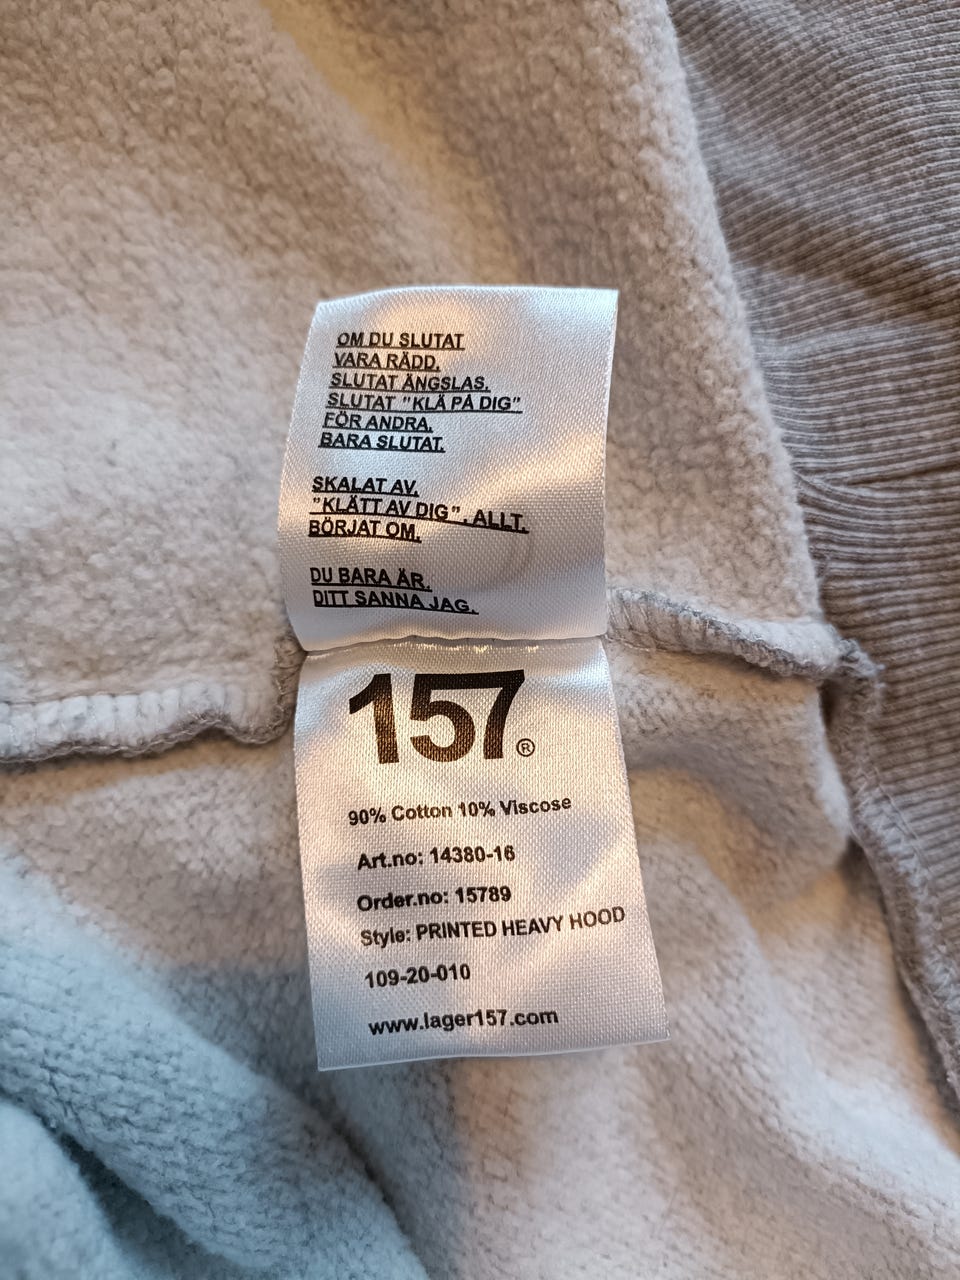 OM DU SLUTAT
VARA RÄDD.
SLUTAT ÄNGSLAS.
SLUTAT "KLÄ PÅ DIG"
FÖR ANDRA.
BARA SLUTAT.
SKALAT AV.
"KLÄTT AV DIG". ALLT.
BÖRJAT OM.
DU BARA ÄR.
DITT SANNA JAG.
157®
90% Cotton 10% Viscose
Art.no: 14380-16
Order.no: 15789
Style: PRINTED HEAVY HOOD
109-20-010
www.lager157.com